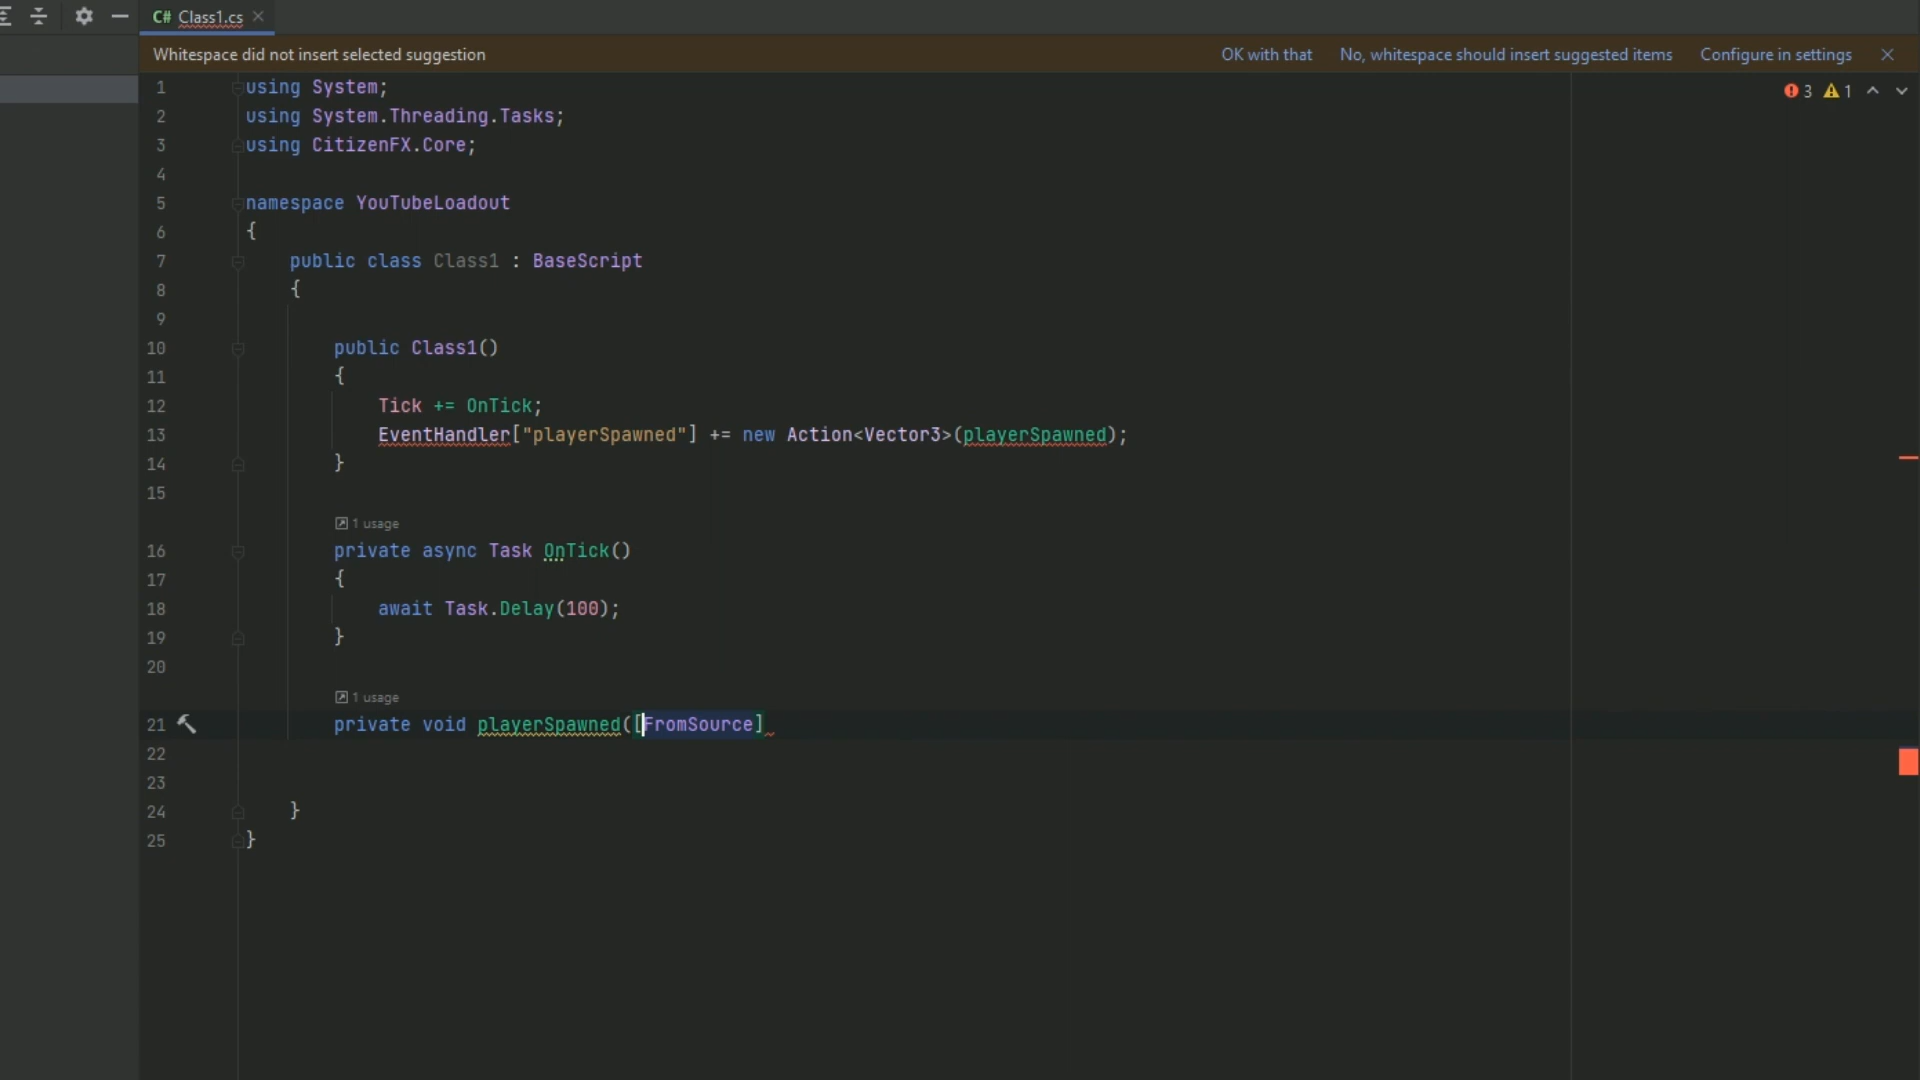 C# Class1.cs
Whitespace did not insert selected suggestion OK with that No, whitespace should insert suggested items Configure in settings
3 1
1 using System;
2 using System.Threading.Tasks;
3 using CitizenFX.Core;
4
5 namespace YouTubeLoadout
6 {
7 public class Class1 : BaseScript
8 {
9
10 public Class1()
11 {
12 Tick += OnTick;
13 EventHandler["playerSpawned"] += new Action<Vector3>(playerSpawned);
14 }
15
1 usage
16 private async Task OnTick()
17 {
18 await Task.Delay(100);
19 }
20
1 usage
21 private void playerSpawned([FromSource]
22
23
24 }
25 }